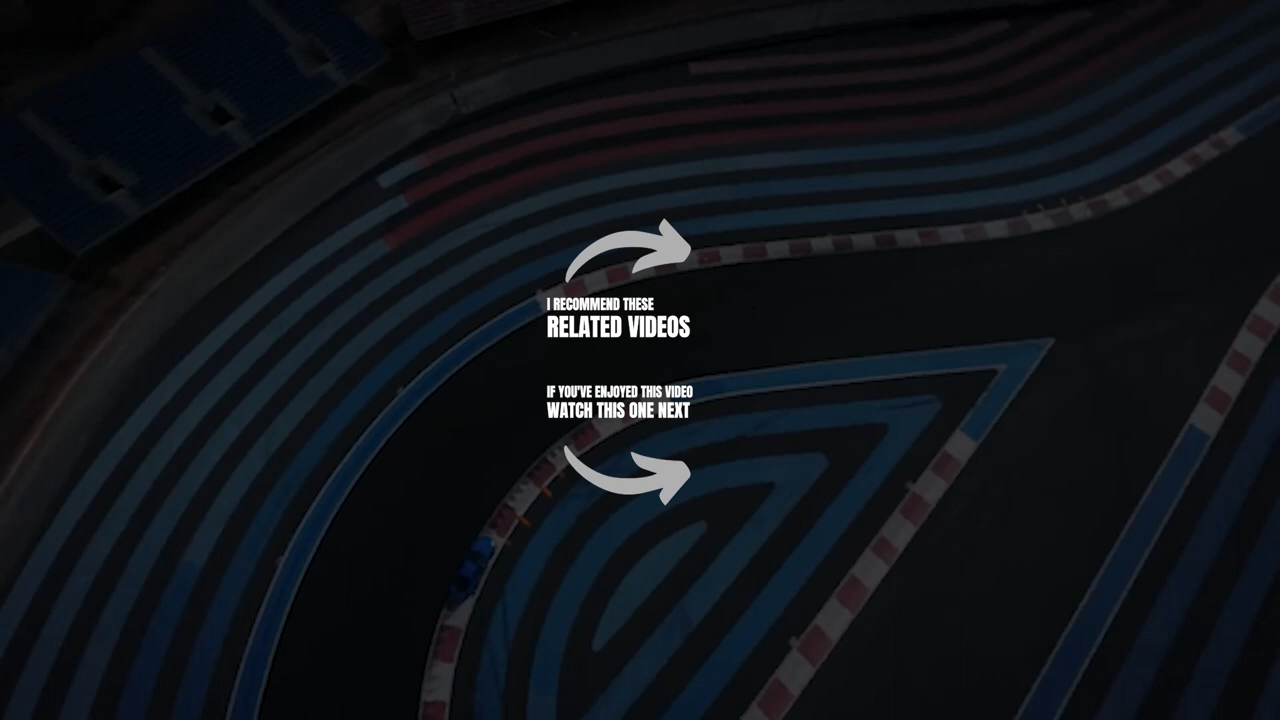 I RECOMMEND THESE
RELATED VIDEOS
IF YOU'VE ENJOYED THIS VIDEO
WATCH THIS ONE NEXT